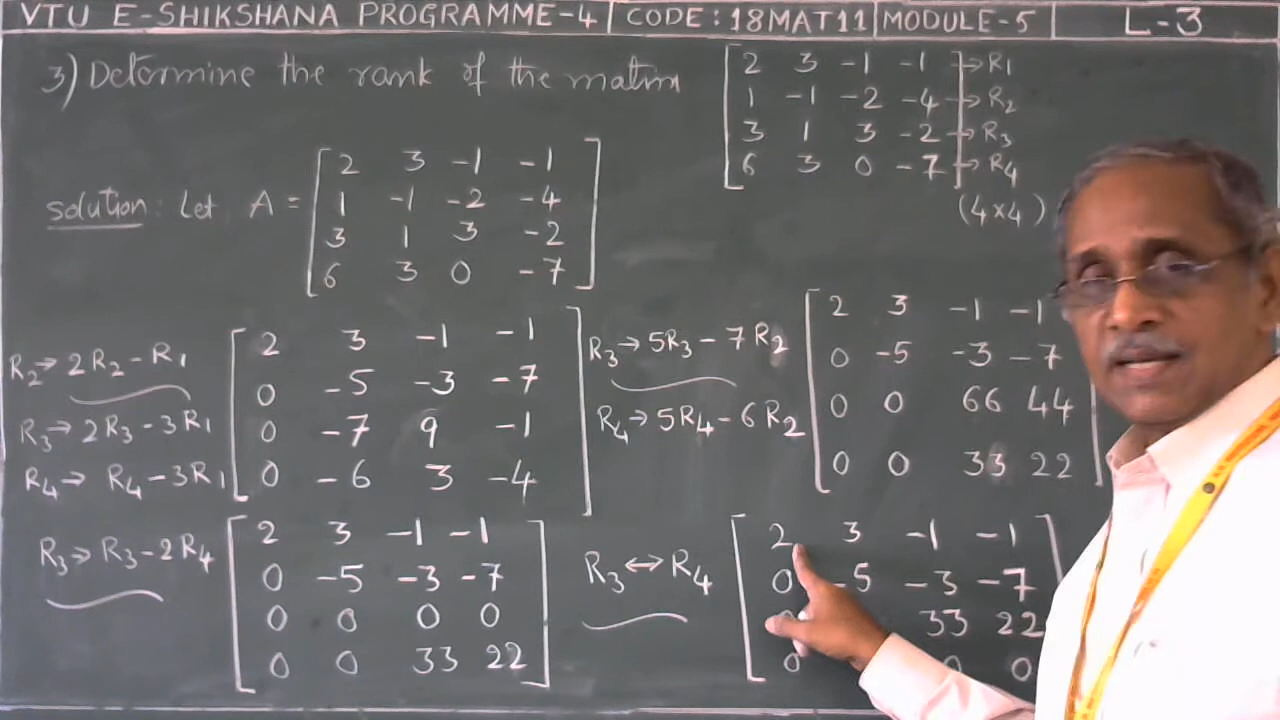 VTU E-SHIKSHANA PROGRAMME-4 | CODE: 18MAT11 | MODULE-5 | L-3
3) Determine the rank of the matrix
2 3 -1 -1 → R1
1 -1 -2 -4 → R2
3 1 3 -2 → R3
6 3 0 -7 → R4
(4×4)
Solution: Let A =
2 3 -1 -1
1 -1 -2 -4
3 1 3 -2
6 3 0 -7
R2→2R2-R1
R3→2R3-3R1
R4→ R4-3R1
2 3 -1 -1
0 -5 -3 -7
0 -7 9 -1
0 -6 3 -4
R3→5R3-7R2
R4→5R4-6R2
2 3 -1 -1
0 -5 -3 -7
0 0 66 44
0 0 33 22
R3→R3-2R4
2 3 -1 -1
0 -5 -3 -7
0 0 0 0
0 0 33 22
R3↔R4
2 3 -1 -1
0 -5 -3 -7
33 22
0 0 0